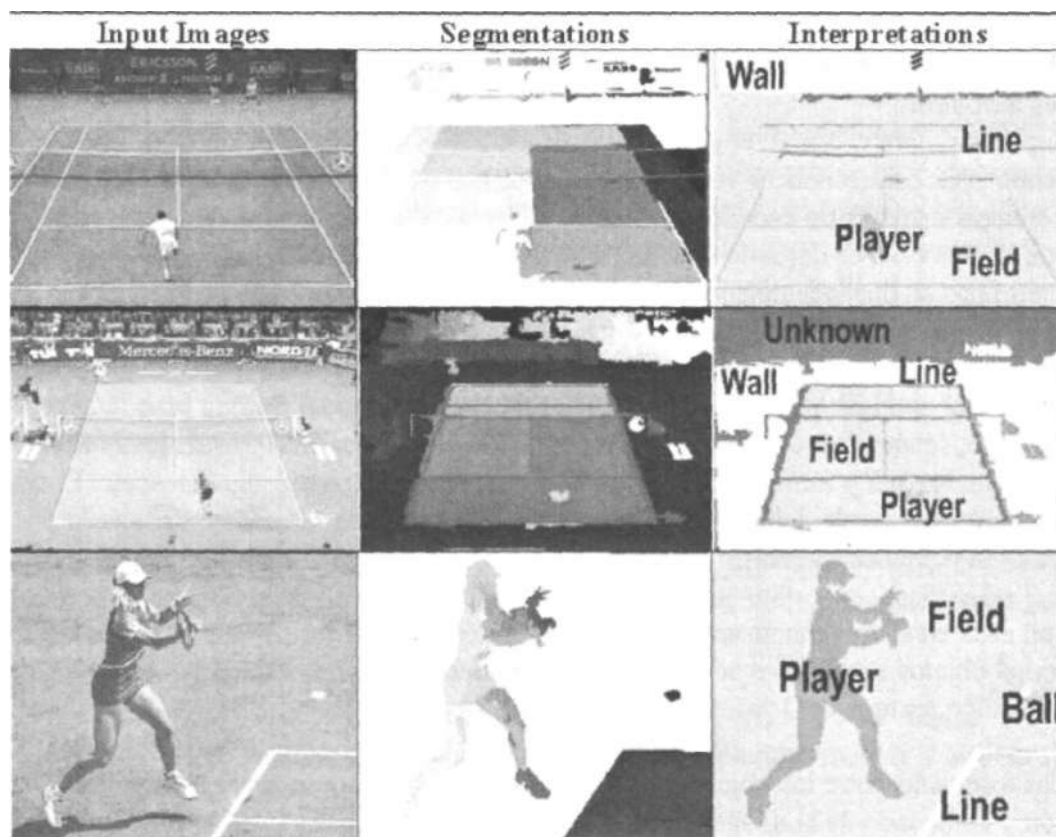 Input Images Segmentations Interpretations
ERICSSON
Wall
Line
Player
Field
Mercedes-Benz
Unknown
Wall
Line
Field
Player
Field
Player
Ball
Line